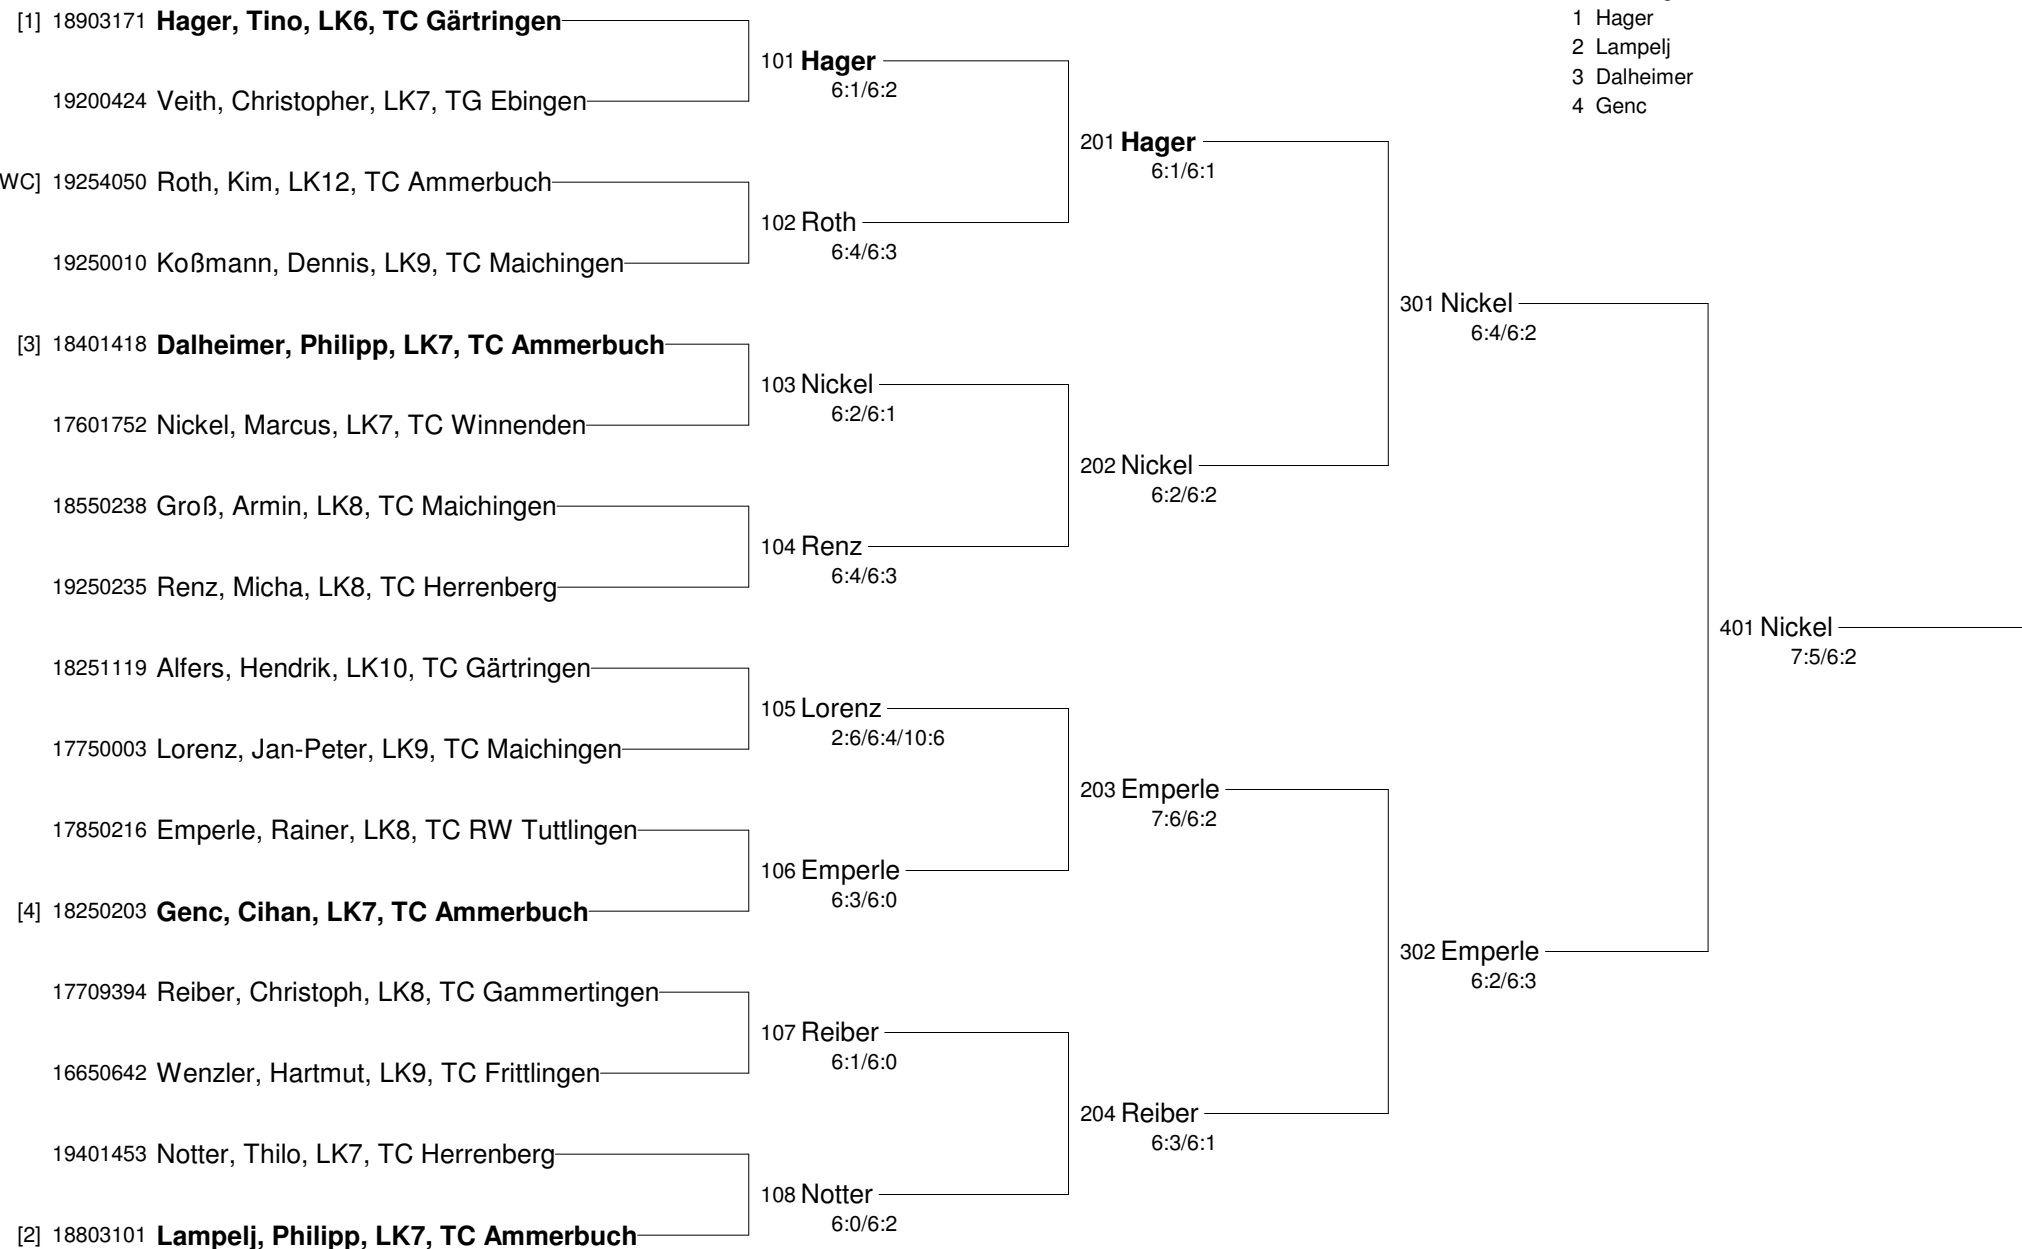 [1] 18903171 Hager, Tino, LK6, TC Gärtringen
19200424 Veith, Christopher, LK7, TG Ebingen
WC] 19254050 Roth, Kim, LK12, TC Ammerbuch
19250010 Koßmann, Dennis, LK9, TC Maichingen
[3] 18401418 Dalheimer, Philipp, LK7, TC Ammerbuch
17601752 Nickel, Marcus, LK7, TC Winnenden
18550238 Groß, Armin, LK8, TC Maichingen
19250235 Renz, Micha, LK8, TC Herrenberg
18251119 Alfers, Hendrik, LK10, TC Gärtringen
17750003 Lorenz, Jan-Peter, LK9, TC Maichingen
17850216 Emperle, Rainer, LK8, TC RW Tuttlingen
[4] 18250203 Genc, Cihan, LK7, TC Ammerbuch
17709394 Reiber, Christoph, LK8, TC Gammertingen
16650642 Wenzler, Hartmut, LK9, TC Frittlingen
19401453 Notter, Thilo, LK7, TC Herrenberg
[2] 18803101 Lampelj, Philipp, LK7, TC Ammerbuch
101 Hager
6:1/6:2
102 Roth
6:4/6:3
103 Nickel
6:2/6:1
104 Renz
6:4/6:3
105 Lorenz
2:6/6:4/10:6
106 Emperle
6:3/6:0
107 Reiber
6:1/6:0
108 Notter
6:0/6:2
201 Hager
6:1/6:1
202 Nickel
6:2/6:2
203 Emperle
7:6/6:2
204 Reiber
6:3/6:1
301 Nickel
6:4/6:2
302 Emperle
6:2/6:3
401 Nickel
7:5/6:2
1 Hager
2 Lampelj
3 Dalheimer
4 Genc